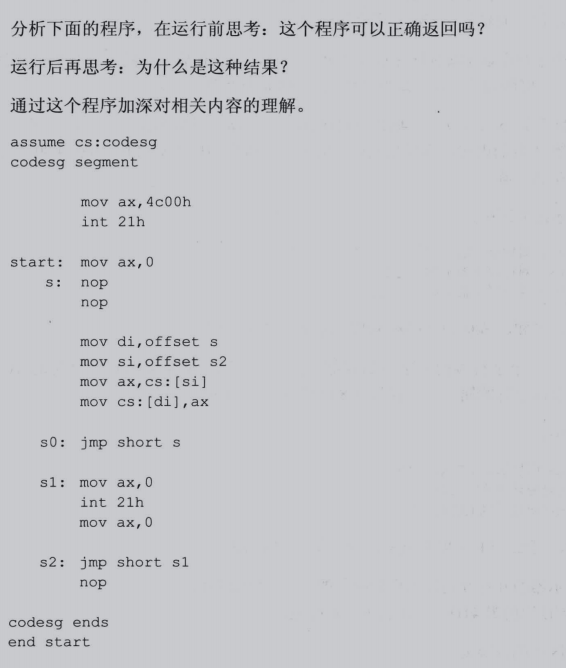 分析下面的程序，在运行前思考：这个程序可以正确返回吗？
运行后再思考：为什么是这种结果？
通过这个程序加深对相关内容的理解。
assume cs:codesg
codesg segment
mov ax,4c00h
int 21h
start: mov ax,0
s: nop
nop
mov di,offset s
mov si,offset s2
mov ax,cs:[si]
mov cs:[di],ax
s0: jmp short s
s1: mov ax,0
int 21h
mov ax,0
s2: jmp short s1
nop
codesg ends
end start